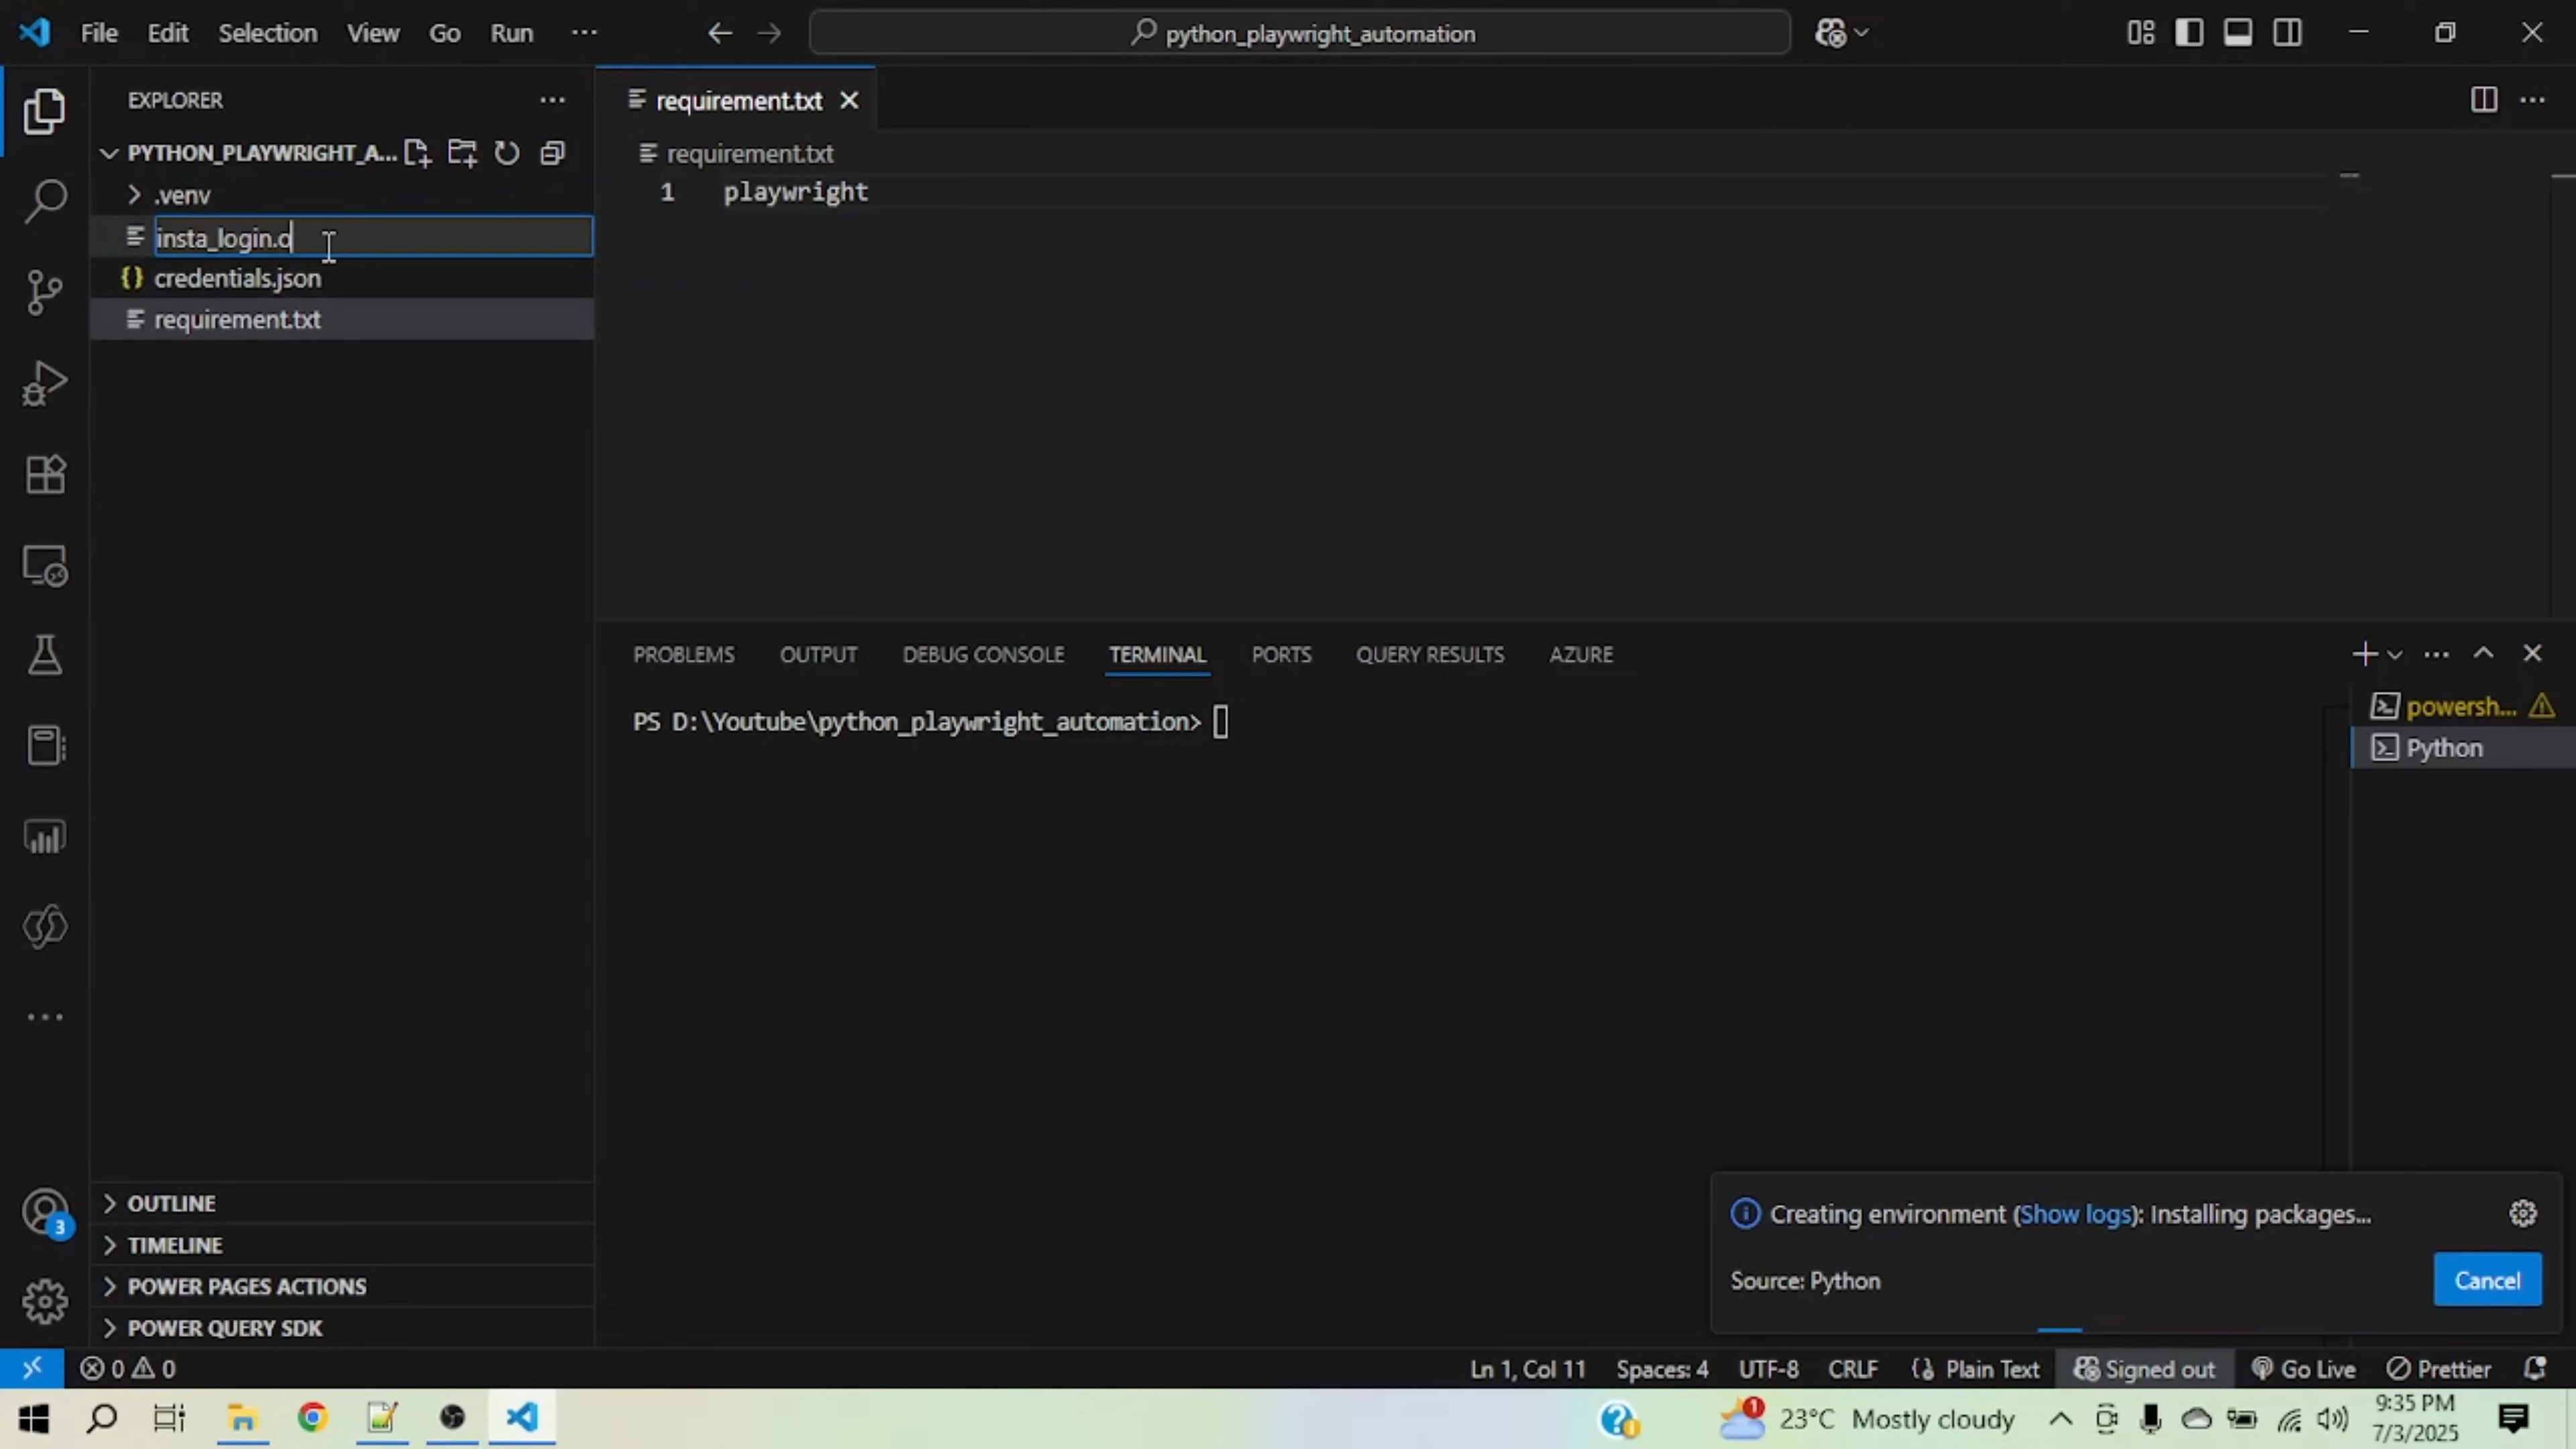 File Edit Selection View Go Run ···
python_playwright_automation
EXPLORER
PYTHON_PLAYWRIGHT_A...
.venv
insta_login.o
{} credentials.json
requirement.txt
OUTLINE
TIMELINE
POWER PAGES ACTIONS
POWER QUERY SDK
3
requirement.txt
requirement.txt
1 playwright
PROBLEMS OUTPUT DEBUG CONSOLE TERMINAL PORTS QUERY RESULTS AZURE
PS D:\Youtube\python_playwright_automation>
powersh...
Python
Creating environment (Show logs): Installing packages...
Source: Python
Cancel
0 0
Ln 1, Col 11 Spaces: 4 UTF-8 CRLF {} Plain Text Signed out Go Live Prettier
1 23°C Mostly cloudy
9:35 PM
7/3/2025